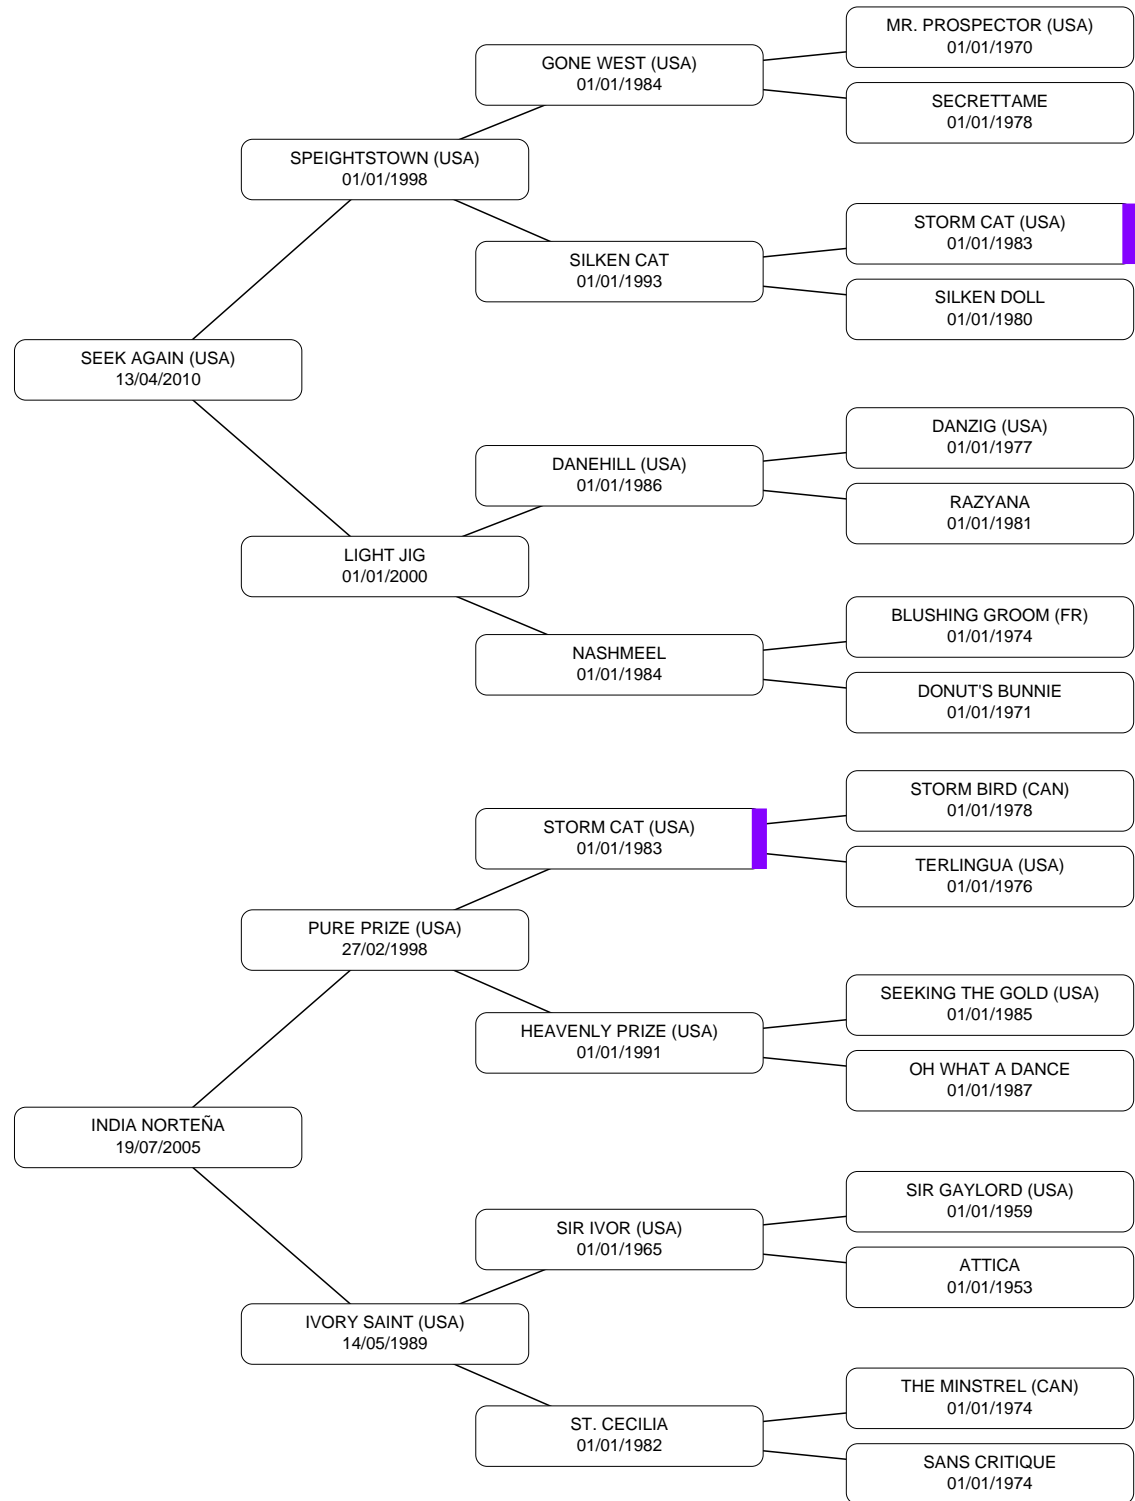 MR. PROSPECTOR (USA)
01/01/1970
GONE WEST (USA)
01/01/1984
SECRETTAME
01/01/1978
SPEIGHTSTOWN (USA)
01/01/1998
STORM CAT (USA)
01/01/1983
SILKEN CAT
01/01/1993
SILKEN DOLL
01/01/1980
SEEK AGAIN (USA)
13/04/2010
DANZIG (USA)
01/01/1977
DANEHILL (USA)
01/01/1986
RAZYANA
01/01/1981
LIGHT JIG
01/01/2000
BLUSHING GROOM (FR)
01/01/1974
NASHMEEL
01/01/1984
DONUT'S BUNNIE
01/01/1971
STORM BIRD (CAN)
01/01/1978
STORM CAT (USA)
01/01/1983
TERLINGUA (USA)
01/01/1976
PURE PRIZE (USA)
27/02/1998
SEEKING THE GOLD (USA)
01/01/1985
HEAVENLY PRIZE (USA)
01/01/1991
OH WHAT A DANCE
01/01/1987
INDIA NORTEÑA
19/07/2005
SIR GAYLORD (USA)
01/01/1959
SIR IVOR (USA)
01/01/1965
ATTICA
01/01/1953
IVORY SAINT (USA)
14/05/1989
THE MINSTREL (CAN)
01/01/1974
ST. CECILIA
01/01/1982
SANS CRITIQUE
01/01/1974